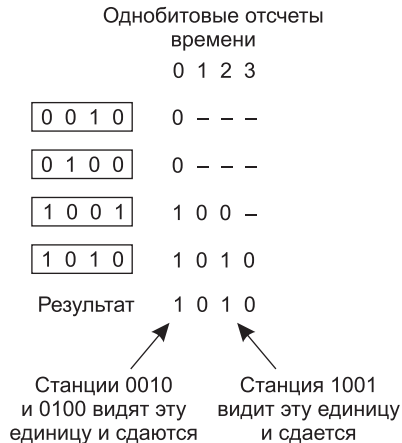 Однобитовые отсчеты
времени
0 1 2 3
0 0 1 0 0 – – –
0 1 0 0 0 – – –
1 0 0 1 1 0 0 –
1 0 1 0 1 0 1 0
Результат 1 0 1 0
Станции 0010
и 0100 видят эту
единицу и сдаются
Станция 1001
видит эту единицу
и сдается